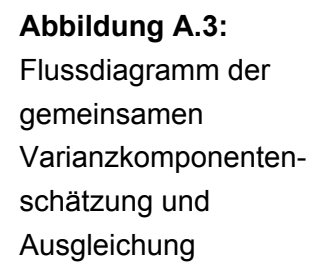 Abbildung A.3:
Flussdiagramm der
gemeinsamen
Varianzkomponenten-
schätzung und
Ausgleichung